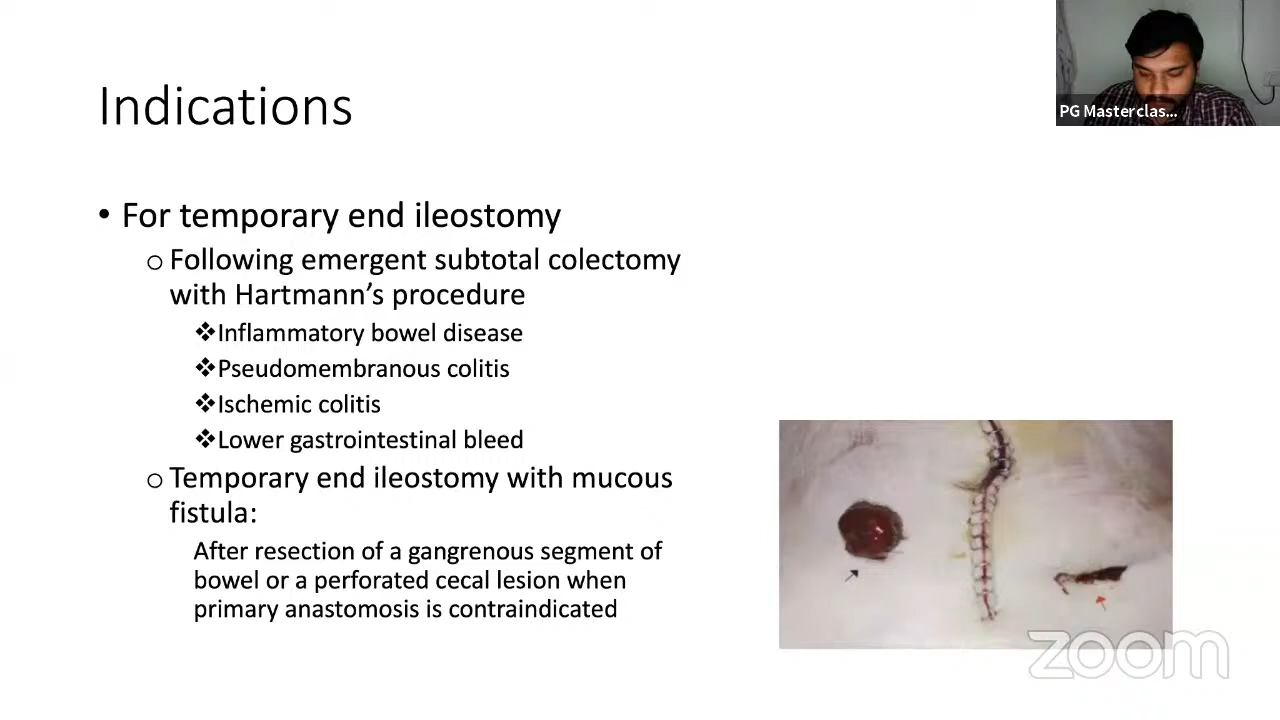 PG Masterclas...
Indications
• For temporary end ileostomy
o Following emergent subtotal colectomy
with Hartmann’s procedure
❖Inflammatory bowel disease
❖Pseudomembranous colitis
❖Ischemic colitis
❖Lower gastrointestinal bleed
o Temporary end ileostomy with mucous
fistula:
After resection of a gangrenous segment of
bowel or a perforated cecal lesion when
primary anastomosis is contraindicated
zoom